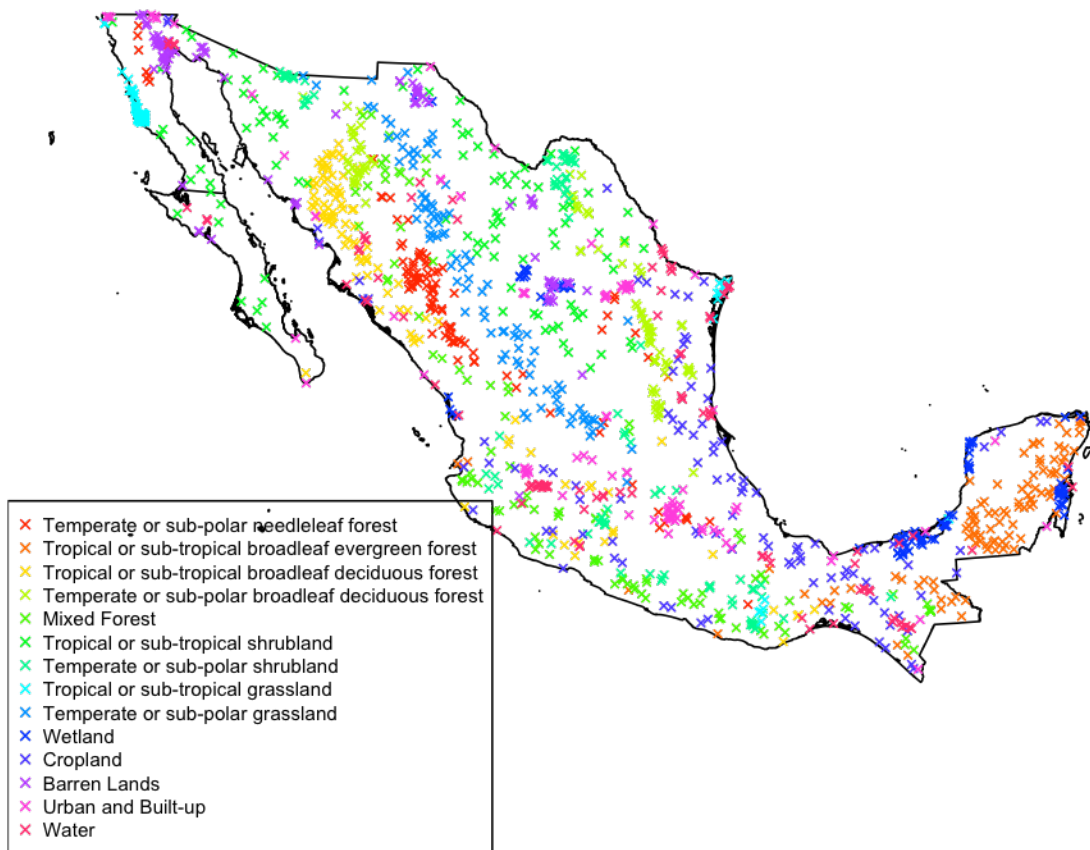 Temperate or sub-polar needleleaf forest
Tropical or sub-tropical broadleaf evergreen forest
Tropical or sub-tropical broadleaf deciduous forest
Temperate or sub-polar broadleaf deciduous forest
Mixed Forest
Tropical or sub-tropical shrubland
Temperate or sub-polar shrubland
Tropical or sub-tropical grassland
Temperate or sub-polar grassland
Wetland
Cropland
Barren Lands
Urban and Built-up
Water